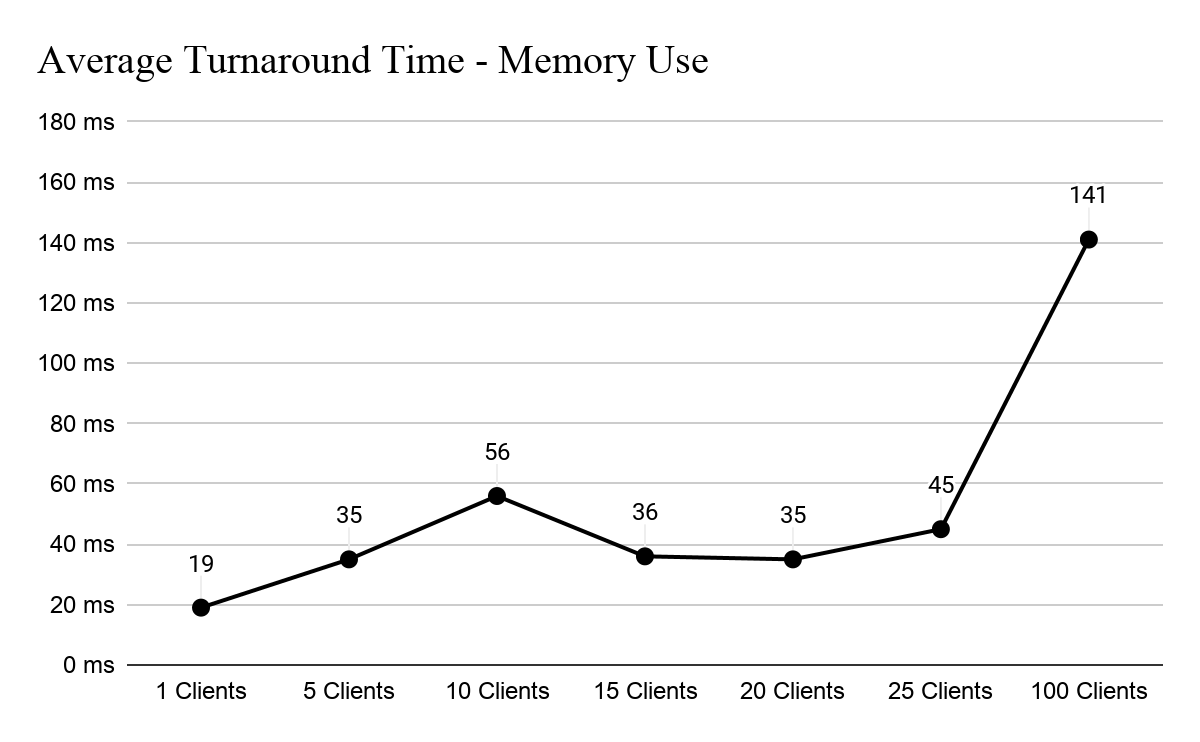 Average Turnaround Time - Memory Use
180 ms
160 ms
141
140 ms
120 ms
100 ms
80 ms
56
60 ms
45
35
36
35
40 ms
19
20 ms
0 ms
1 Clients 5 Clients 10 Clients 15 Clients 20 Clients 25 Clients 100 Clients